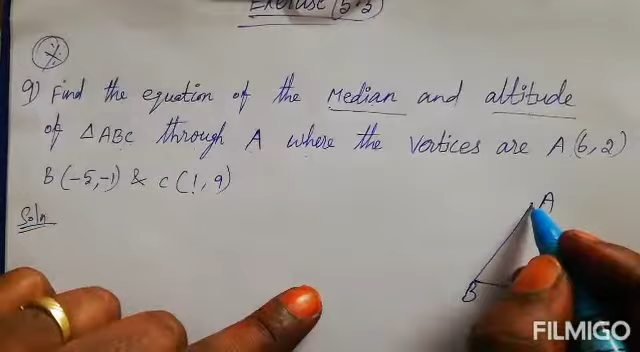 Exercise (5.3)
9) Find the equation of the Median and altitude
of △ABC through A where the vertices are A(6,2)
B(-5,-1) & C(1,9)
Soln
A
B
FILMIGO